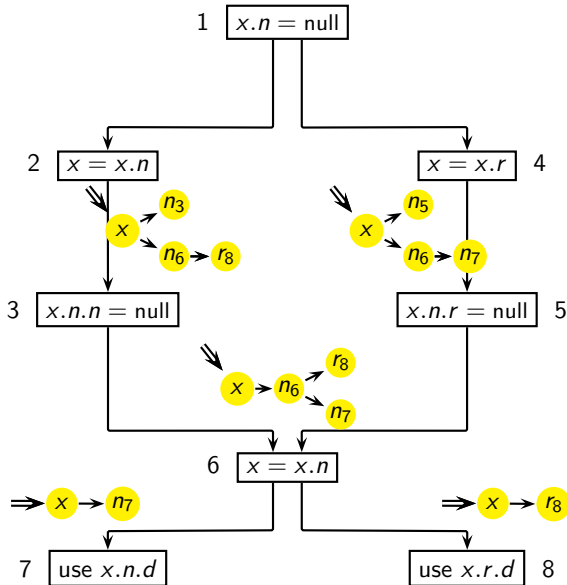 1 x.n = null
2 x = x.n
x = x.r 4
x n3 n6 r8
x n5 n6 n7
3 x.n.n = null
x.n.r = null 5
x n6 r8 n7
6 x = x.n
x n7
x r8
7 use x.n.d
use x.r.d 8